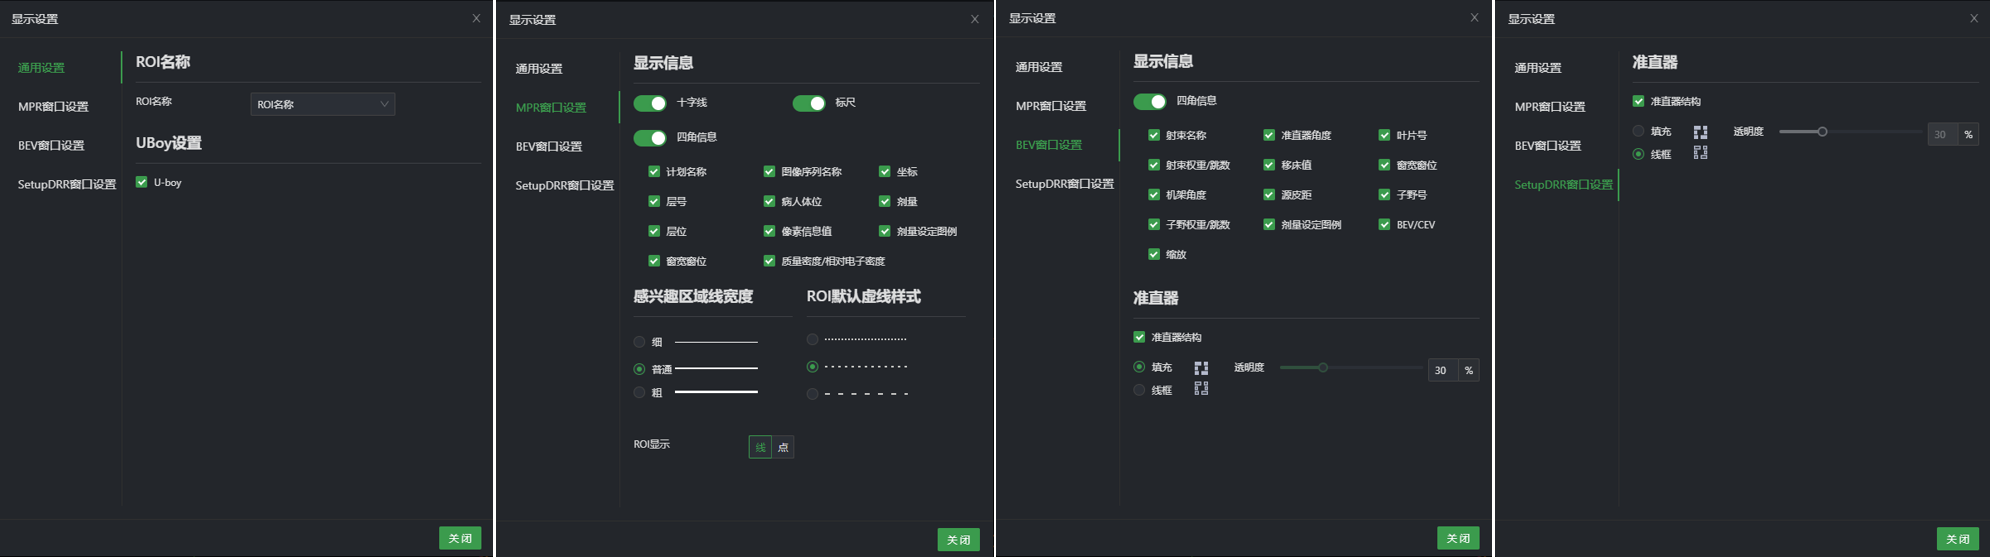 显示设置
通用设置
MPR窗口设置
BEV窗口设置
SetupDRR窗口设置
ROI名称
ROI名称 ROI名称
UBoy设置
U-boy
关闭
显示设置
通用设置
MPR窗口设置
BEV窗口设置
SetupDRR窗口设置
显示信息
十字线 标尺
四角信息
计划名称 图像序列名称 坐标
层号 病人体位 剂量
层位 像素信息值 剂量设定图例
窗宽窗位 质量密度/相对电子密度
感兴趣区域线宽度 ROI默认虚线样式
细
普通
粗
ROI显示 线 点
关闭
显示设置
通用设置
MPR窗口设置
BEV窗口设置
SetupDRR窗口设置
显示信息
四角信息
射束名称 准直器角度 叶片号
射束权重/跳数 移床值 窗宽窗位
机架角度 源皮距 子野号
子野权重/跳数 剂量设定图例 BEV/CEV
缩放
准直器
准直器结构
填充 透明度 30 %
线框
关闭
显示设置
通用设置
MPR窗口设置
BEV窗口设置
SetupDRR窗口设置
准直器
准直器结构
填充 透明度 30 %
线框
关闭